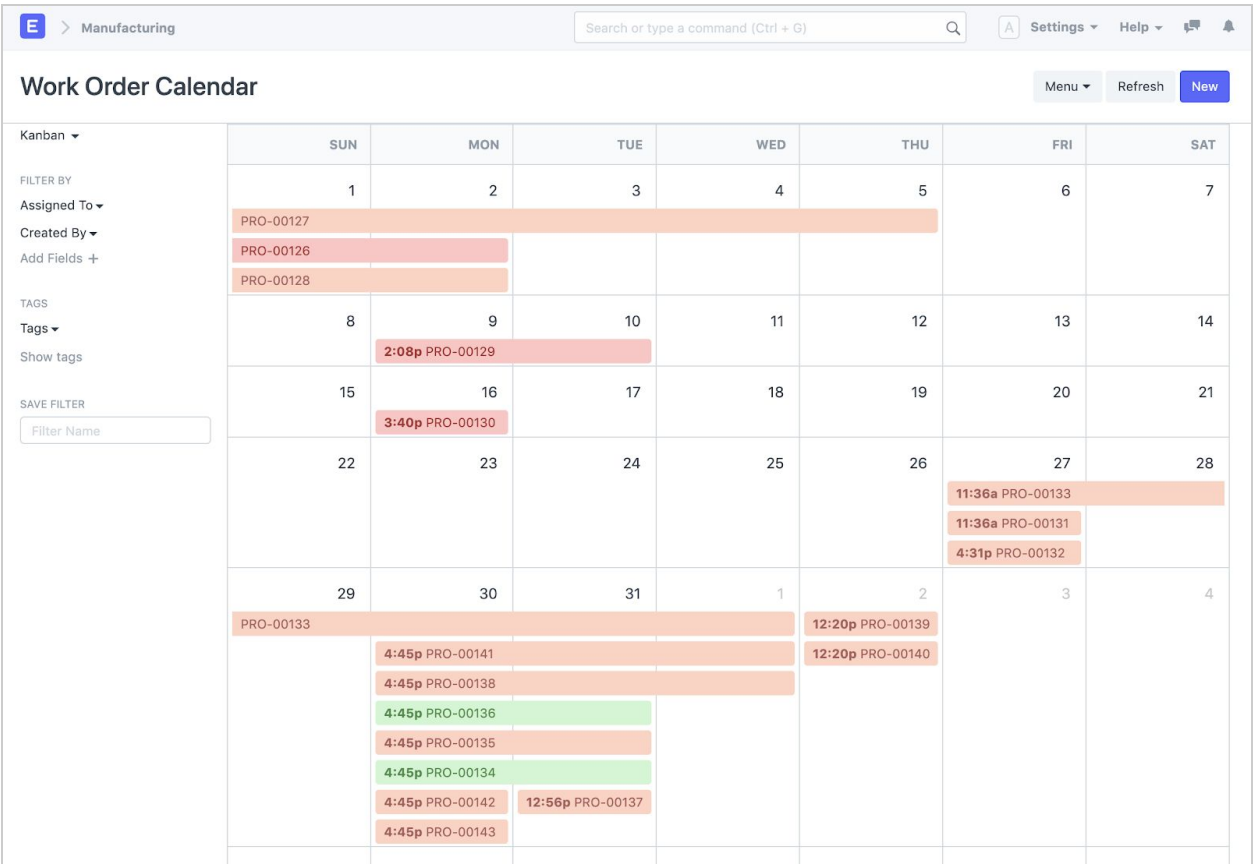 E > Manufacturing Search or type a command (Ctrl + G) A Settings Help
Work Order Calendar Menu Refresh New
Kanban
FILTER BY
Assigned To
Created By
Add Fields +
TAGS
Tags
Show tags
SAVE FILTER
Filter Name
SUN MON TUE WED THU FRI SAT
1 2 3 4 5 6 7
PRO-00127
PRO-00126
PRO-00128
8 9 10 11 12 13 14
2:08p PRO-00129
15 16 17 18 19 20 21
3:40p PRO-00130
22 23 24 25 26 27 28
11:36a PRO-00133
11:36a PRO-00131
4:31p PRO-00132
29 30 31 1 2 3 4
PRO-00133 12:20p PRO-00139
4:45p PRO-00141 12:20p PRO-00140
4:45p PRO-00138
4:45p PRO-00136
4:45p PRO-00135
4:45p PRO-00134
4:45p PRO-00142 12:56p PRO-00137
4:45p PRO-00143